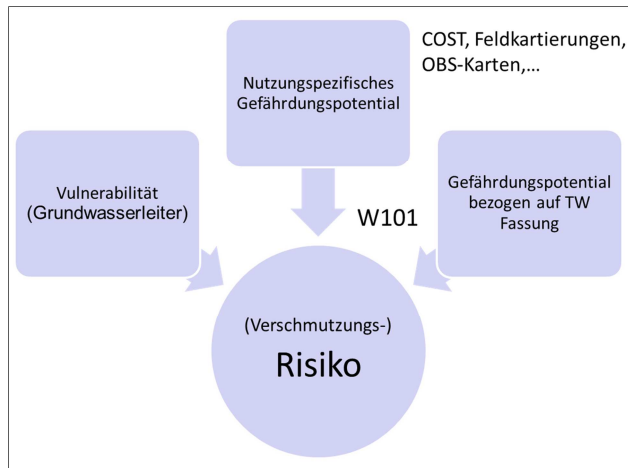 COST, Feldkartierungen,
OBS-Karten,...
Nutzungspezifisches
Gefährdungspotential
Vulnerabilität
(Grundwasserleiter)
Gefährdungspotential
bezogen auf TW
Fassung
W101
(Verschmutzungs-)
Risiko